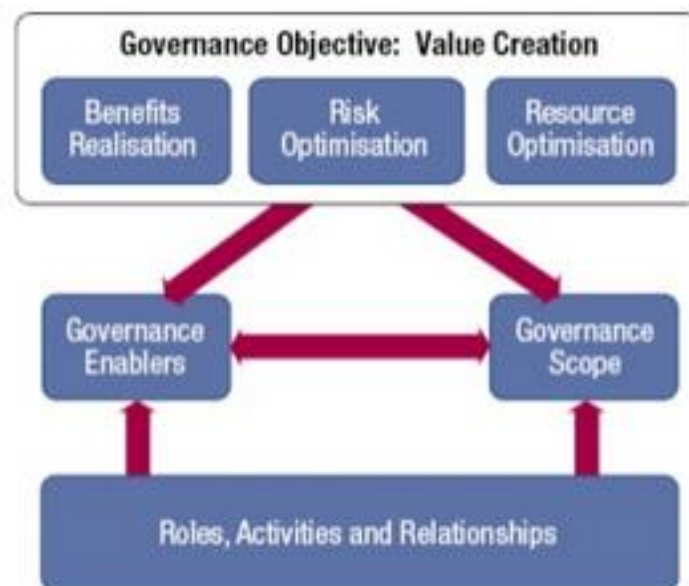 Governance Objective: Value Creation
Benefits
Realisation
Risk
Optimisation
Resource
Optimisation
Governance
Enablers
Governance
Scope
Roles, Activities and Relationships